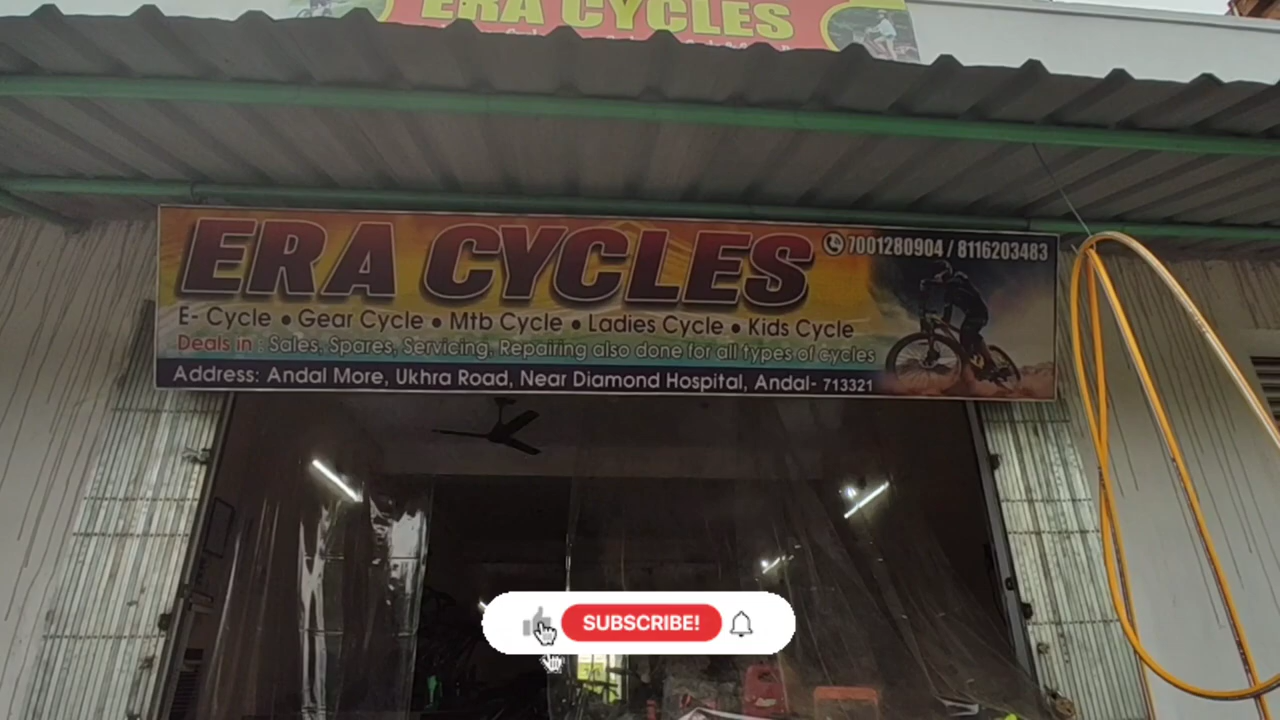 ERA CYCLES
ERA CYCLES
7001280904 / 8116203483
E- Cycle • Gear Cycle • Mtb Cycle • Ladies Cycle • Kids Cycle
Deals in : Sales, Spares, Servicing, Repairing also done for all types of cycles
Address: Andal More, Ukhra Road, Near Diamond Hospital, Andal- 713321
SUBSCRIBE!